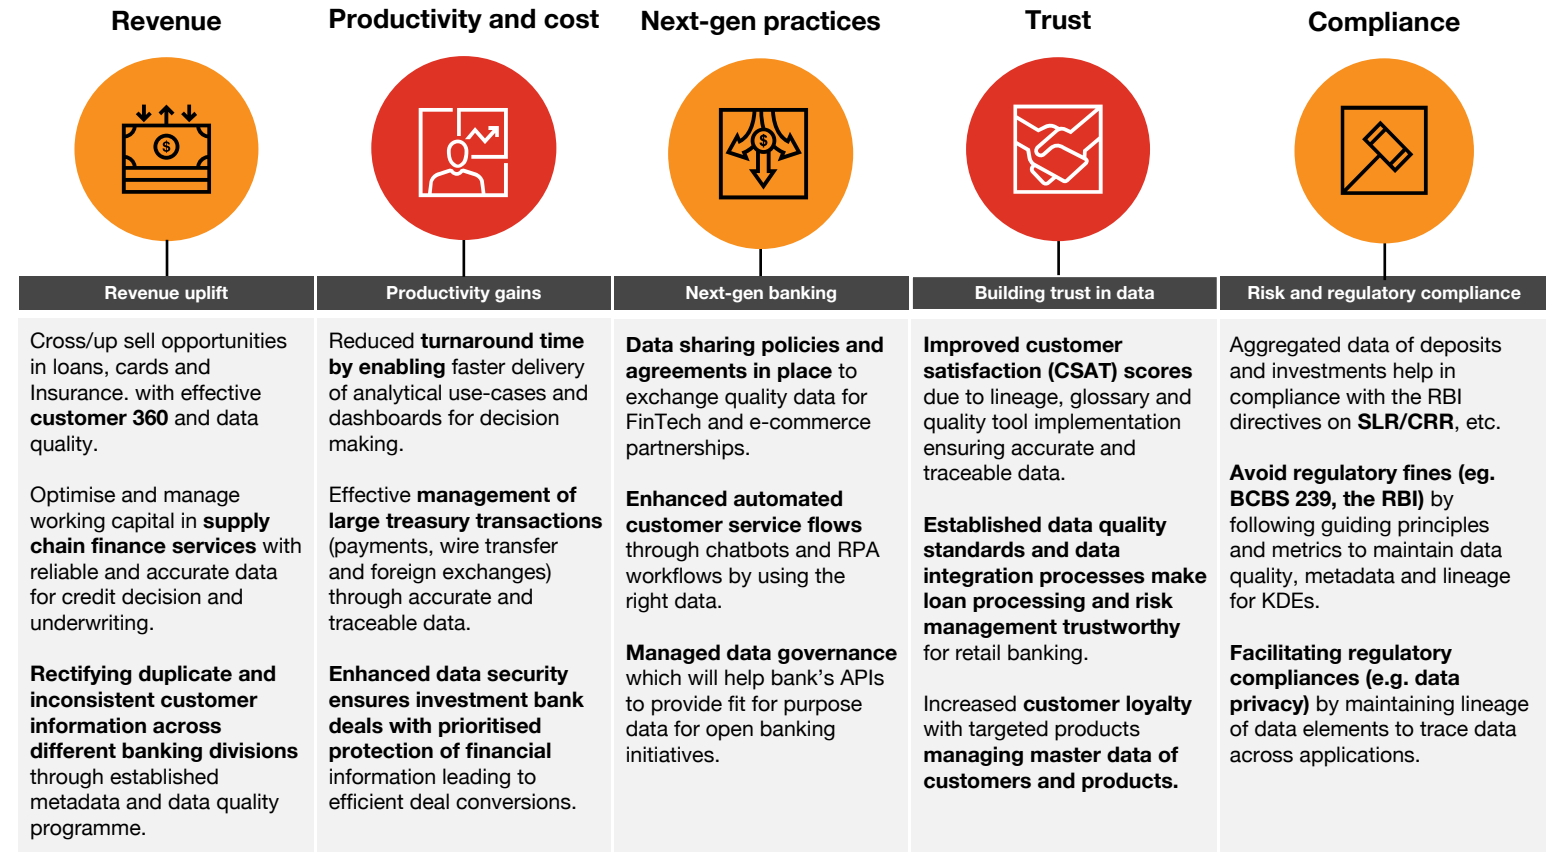 Revenue
Productivity and cost
Next-gen practices
Trust
Compliance
$
$
Revenue uplift
Productivity gains
Next-gen banking
Building trust in data
Risk and regulatory compliance
Cross/up sell opportunities
in loans, cards and
Insurance. with effective
customer 360 and data
quality.
Optimise and manage
working capital in supply
chain finance services with
reliable and accurate data
for credit decision and
underwriting.
Rectifying duplicate and
inconsistent customer
information across
different banking divisions
through established
metadata and data quality
programme.
Reduced turnaround time
by enabling faster delivery
of analytical use-cases and
dashboards for decision
making.
Effective management of
large treasury transactions
(payments, wire transfer
and foreign exchanges)
through accurate and
traceable data.
Enhanced data security
ensures investment bank
deals with prioritised
protection of financial
information leading to
efficient deal conversions.
Data sharing policies and
agreements in place to
exchange quality data for
FinTech and e-commerce
partnerships.
Enhanced automated
customer service flows
through chatbots and RPA
workflows by using the
right data.
Managed data governance
which will help bank’s APIs
to provide fit for purpose
data for open banking
initiatives.
Improved customer
satisfaction (CSAT) scores
due to lineage, glossary and
quality tool implementation
ensuring accurate and
traceable data.
Established data quality
standards and data
integration processes make
loan processing and risk
management trustworthy
for retail banking.
Increased customer loyalty
with targeted products
managing master data of
customers and products.
Aggregated data of deposits
and investments help in
compliance with the RBI
directives on SLR/CRR, etc.
Avoid regulatory fines (eg.
BCBS 239, the RBI) by
following guiding principles
and metrics to maintain data
quality, metadata and lineage
for KDEs.
Facilitating regulatory
compliances (e.g. data
privacy) by maintaining lineage
of data elements to trace data
across applications.